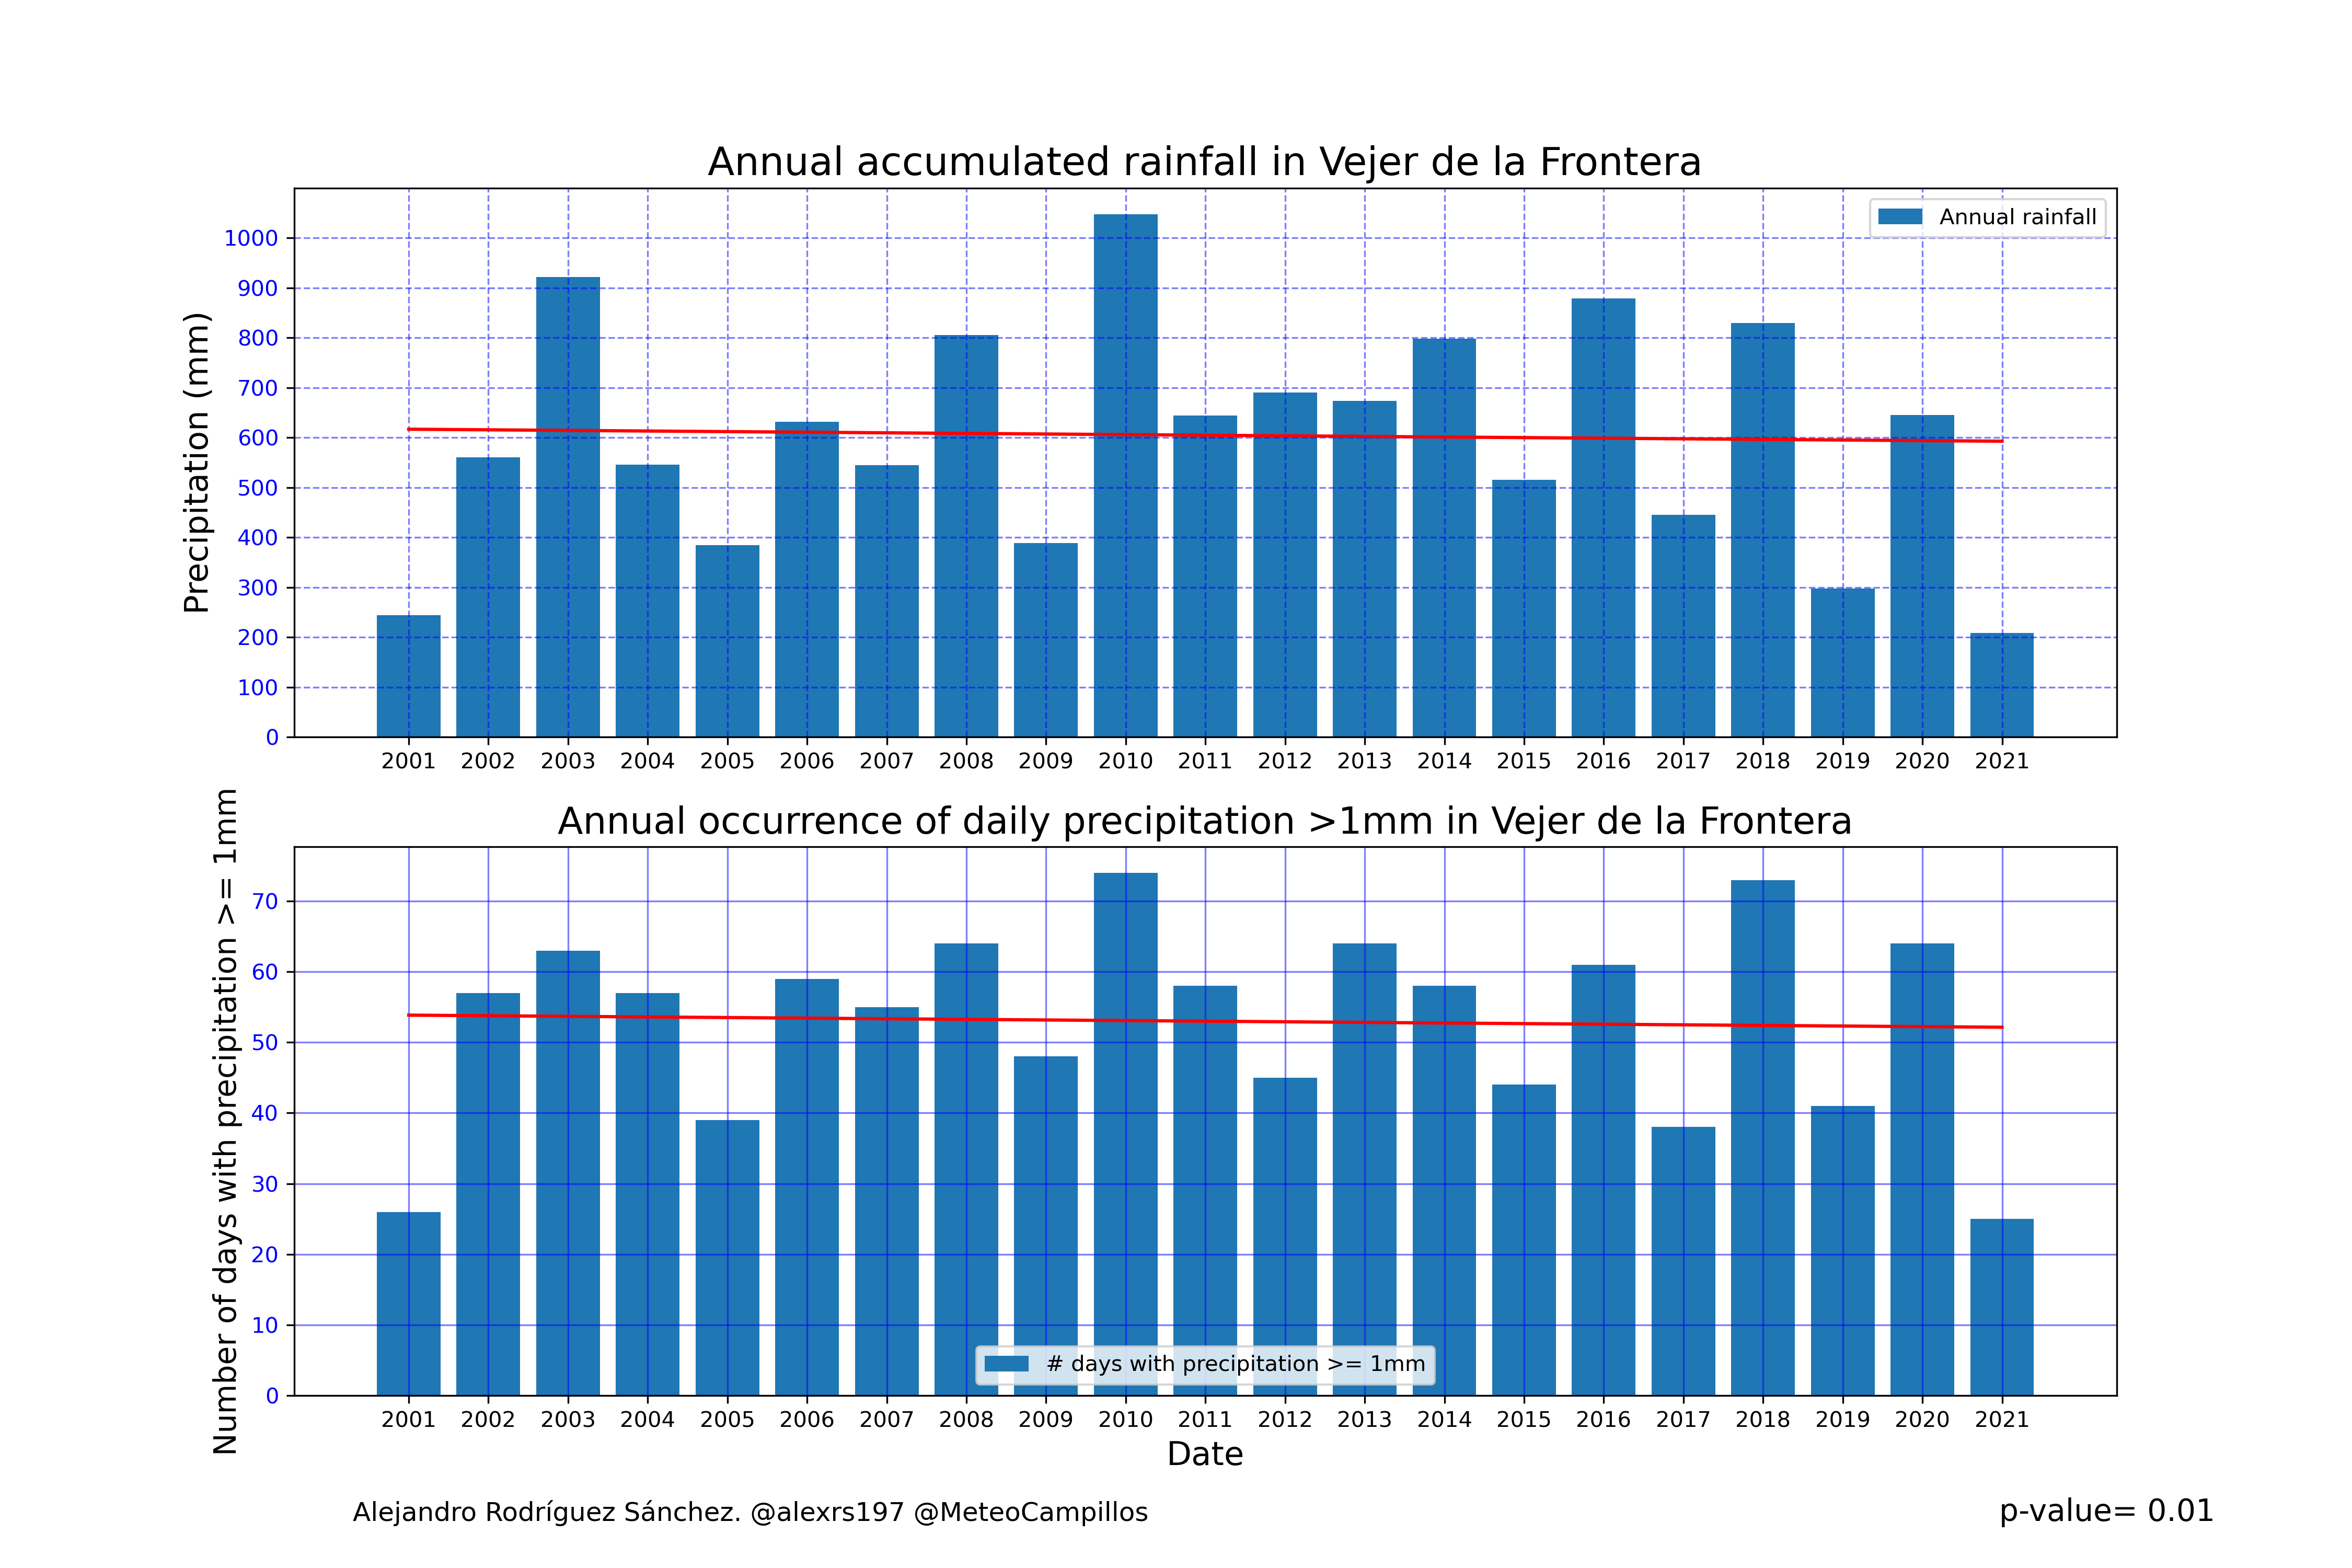 Annual accumulated rainfall in Vejer de la Frontera
Precipitation (mm)
1000
900
800
700
600
500
400
300
200
100
0
Annual rainfall
2001 2002 2003 2004 2005 2006 2007 2008 2009 2010 2011 2012 2013 2014 2015 2016 2017 2018 2019 2020 2021
Annual occurrence of daily precipitation >1mm in Vejer de la Frontera
Number of days with precipitation >= 1mm
70
60
50
40
30
20
10
0
# days with precipitation >= 1mm
2001 2002 2003 2004 2005 2006 2007 2008 2009 2010 2011 2012 2013 2014 2015 2016 2017 2018 2019 2020 2021
Date
Alejandro Rodríguez Sánchez. @alexrs197 @MeteoCampillos
p-value= 0.01